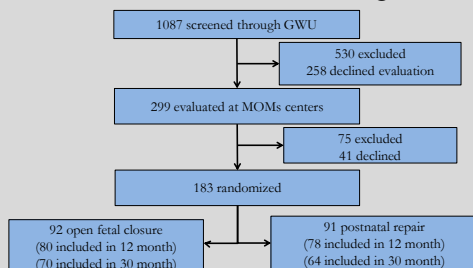 1087 screened through GWU
530 excluded
258 declined evaluation
299 evaluated at MOMs centers
75 excluded
41 declined
183 randomized
92 open fetal closure
(80 included in 12 month)
(70 included in 30 month)
91 postnatal repair
(78 included in 12 month)
(64 included in 30 month)